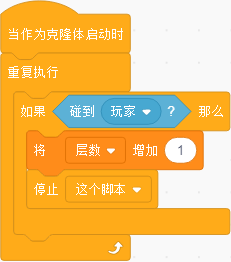 当作为克隆体启动时
重复执行
如果 碰到 玩家 ? 那么
将 层数 增加 1
停止 这个脚本